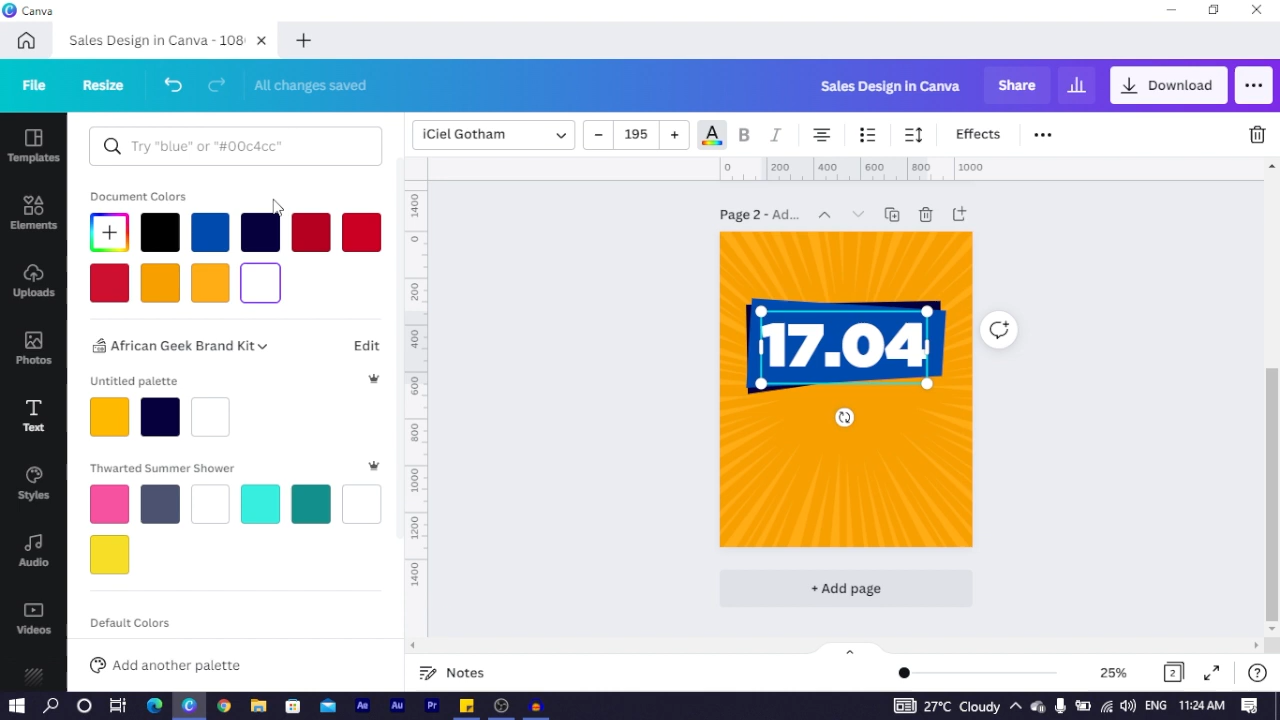 Canva
Sales Design in Canva - 108
File
Resize
All changes saved
Sales Design in Canva
Share
Download
Templates
Elements
Uploads
Photos
Text
Styles
Audio
Videos
Try "blue" or "#00c4cc"
Document Colors
African Geek Brand Kit
Edit
Untitled palette
Thwarted Summer Shower
Default Colors
Add another palette
iCiel Gotham
– 195 +
A B I
Effects
0 200 400 600 800 1000
1400
0
200
400
600
800
1000
1200
1400
Page 2 - Ad...
17.04
+ Add page
Notes
25%
2
?
Ae
Au
Pr
27°C Cloudy
ENG
11:24 AM